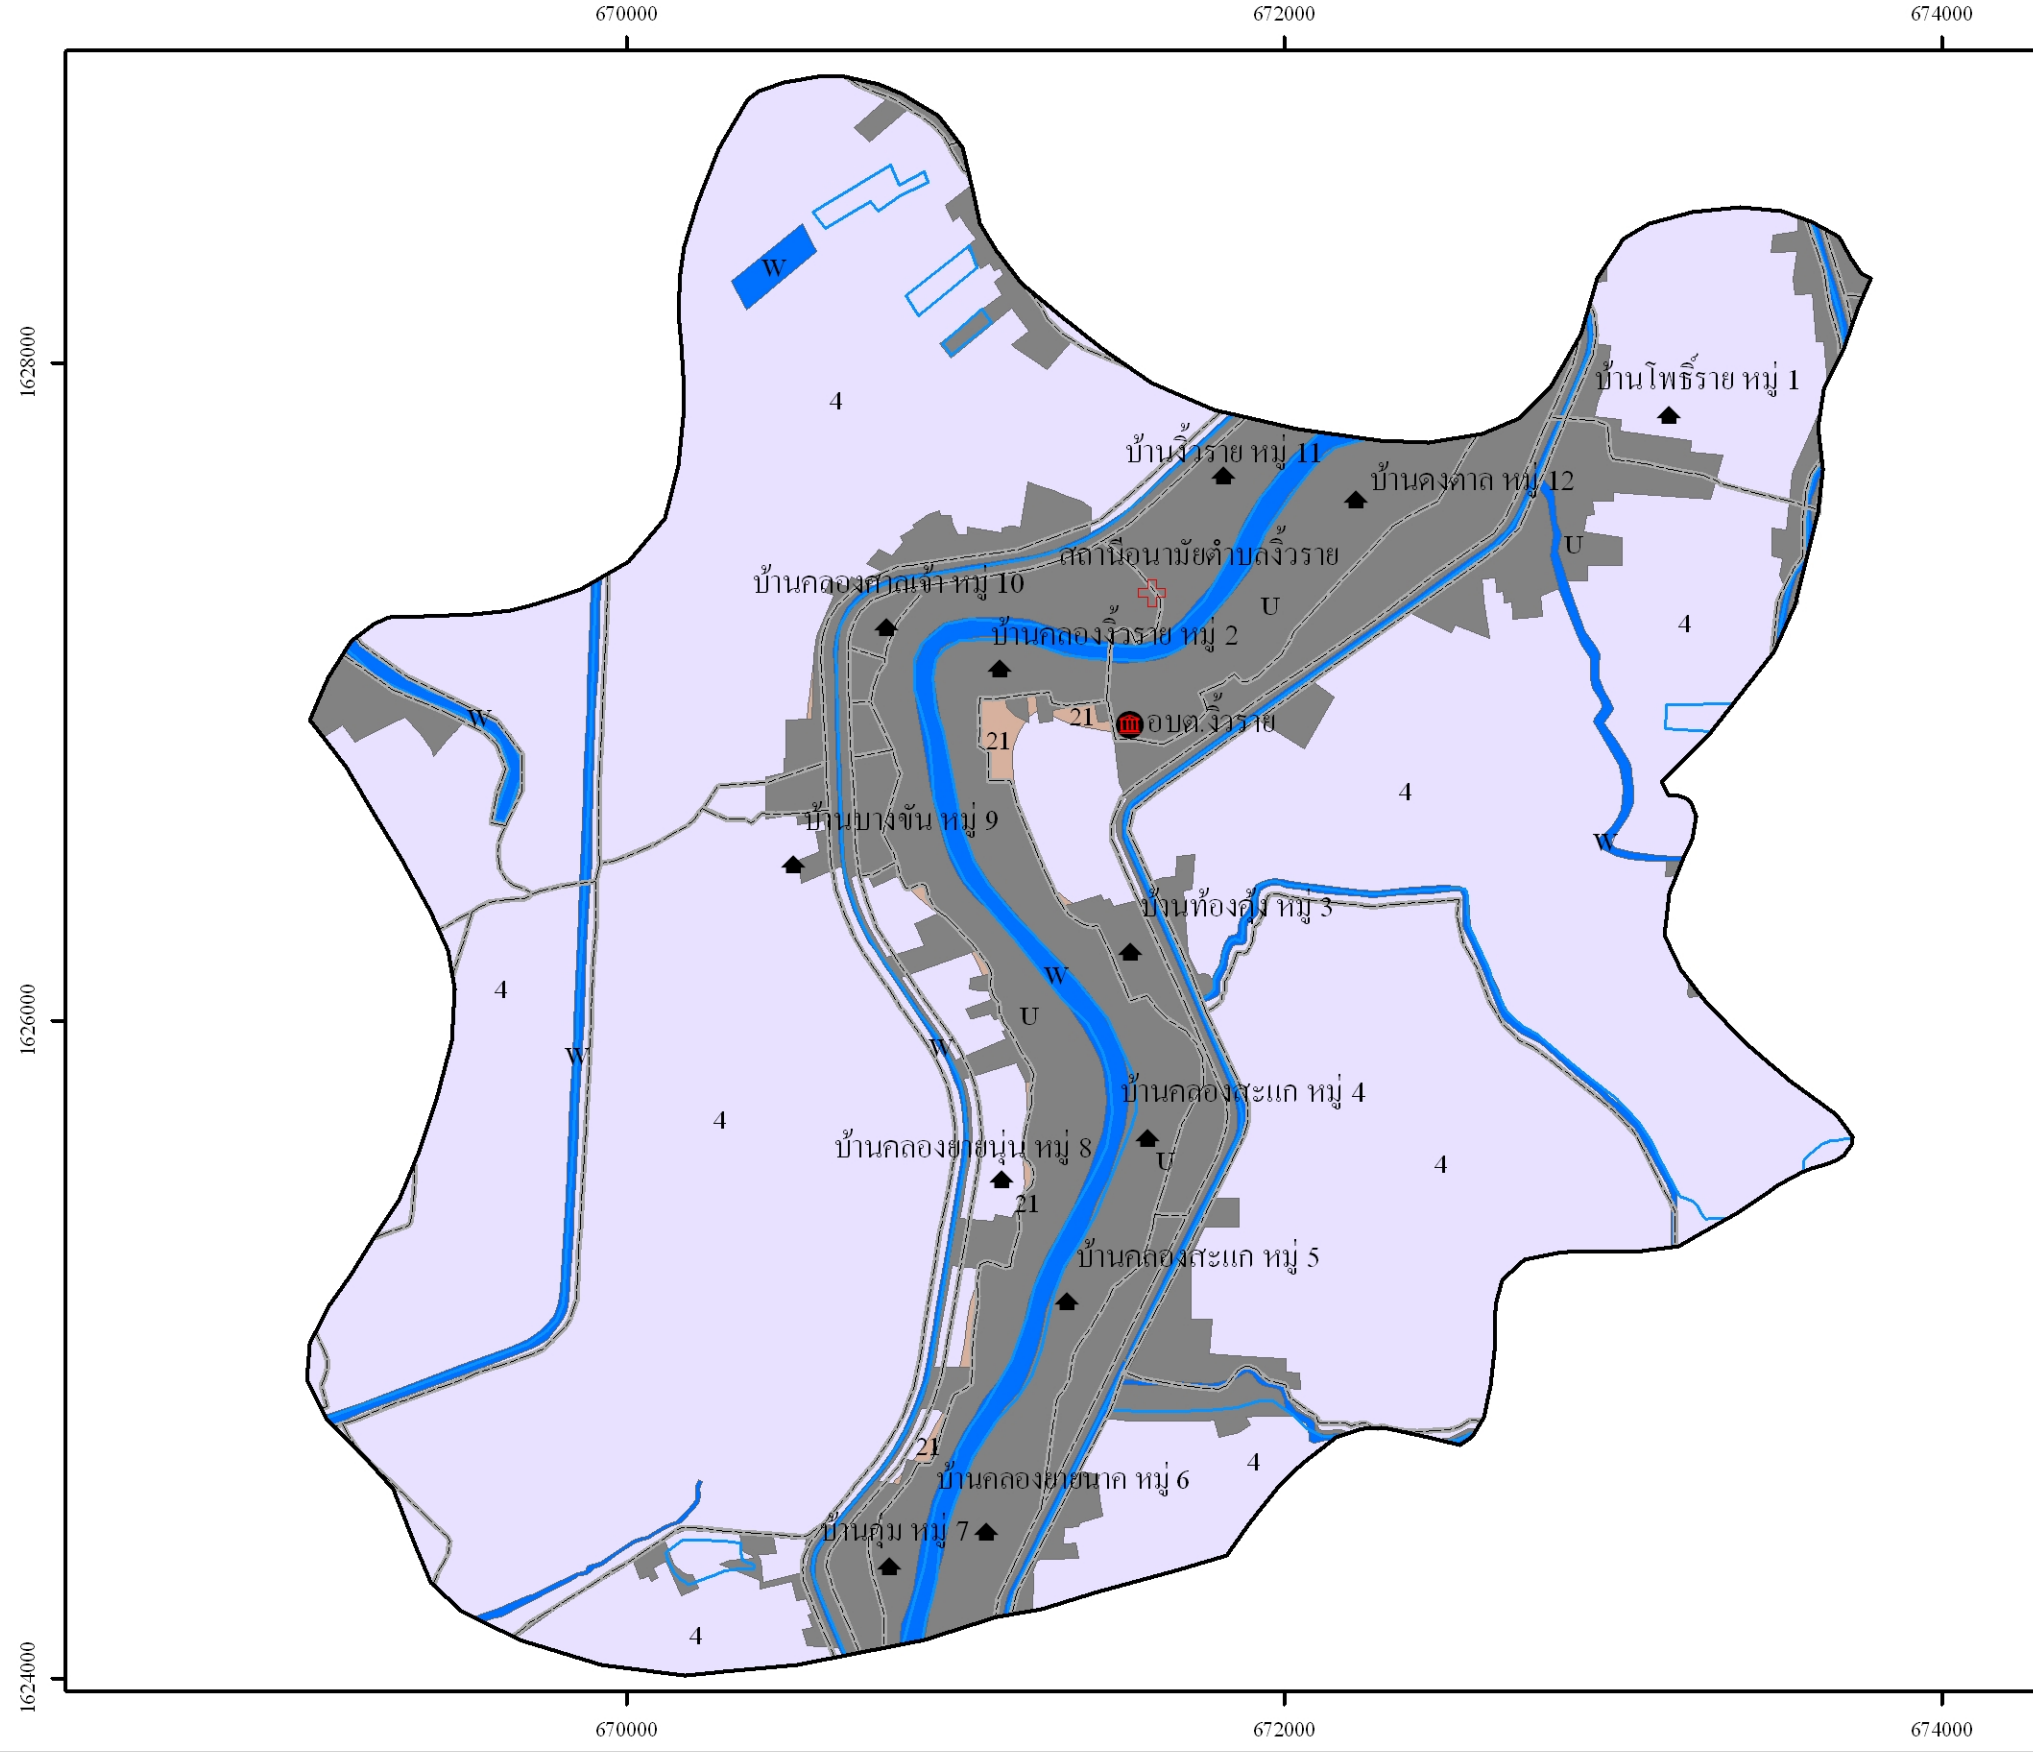 670000
672000
674000
1628000
1626000
1624000
W
4
บ้านโพธิ์ราย หมู่ 1
บ้านงิ้วราย หมู่ 11
บ้านดงตาล หมู่ 12
สถานีอนามัยตำบลงิ้วราย
U
บ้านคลองศาลเจ้า หมู่ 10
U
4
บ้านคลองงิ้วราย หมู่ 2
W
21
21
อบต.งิ้วราย
4
บ้านบางขัน หมู่ 9
W
บ้านท้องคุ้ง หมู่ 3
W
4
U
W
W
บ้านคลองสะแก หมู่ 4
4
บ้านคลองยายนุ่น หมู่ 8
U
4
21
บ้านคลองสะแก หมู่ 5
21
4
บ้านคลองยายนาค หมู่ 6
บ้านกุ่ม หมู่ 7
4
670000
672000
674000